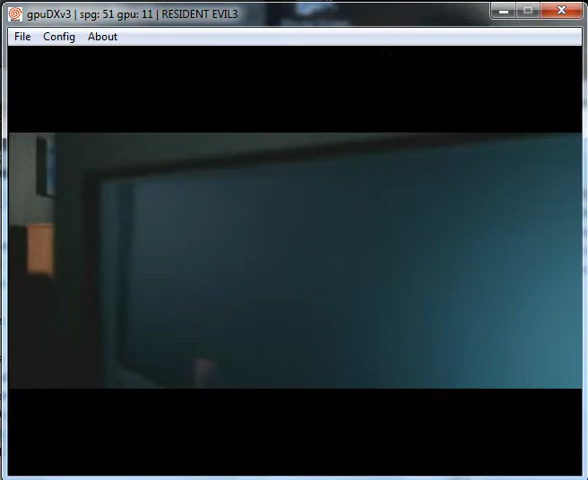 gpuDXv3 | spg: 51 gpu: 11 | RESIDENT EVIL3
File Config About